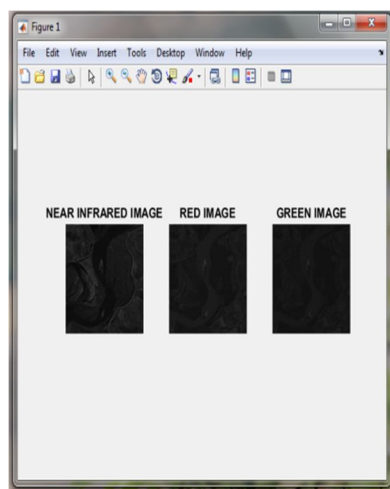 Figure 1
File Edit View Insert Tools Desktop Window Help
NEAR INFRARED IMAGE RED IMAGE GREEN IMAGE